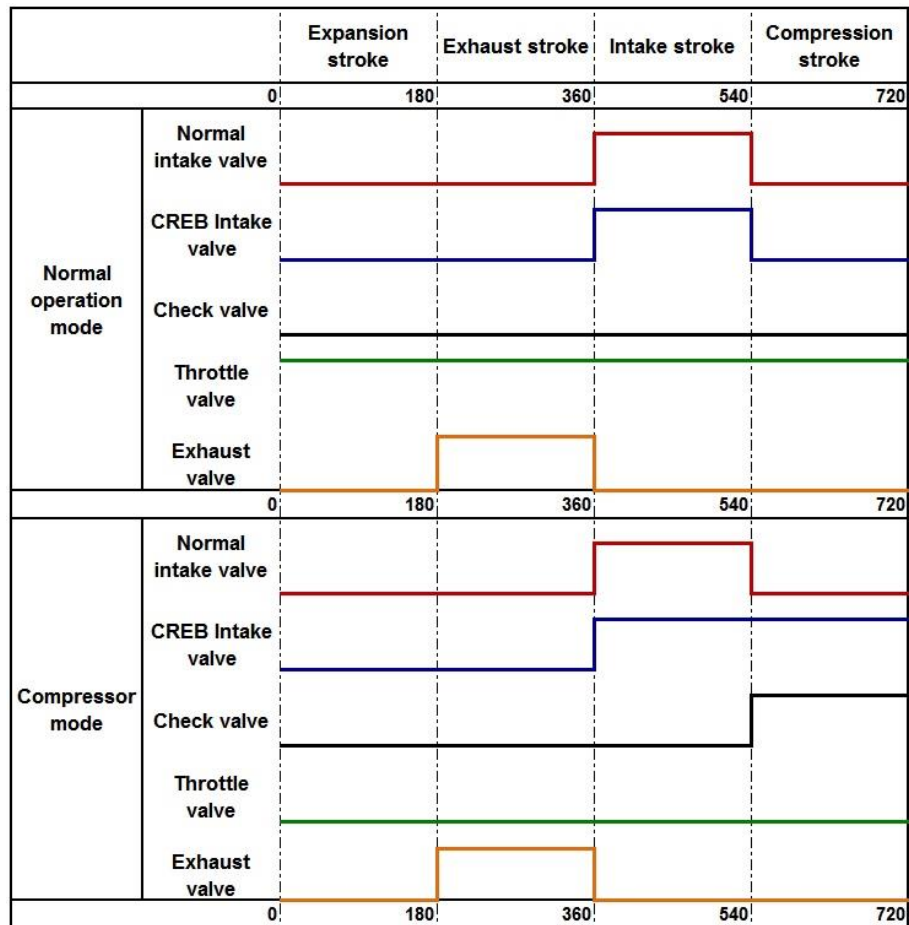 Expansion
stroke
Exhaust stroke
Intake stroke
Compression
stroke
0 180 360 540 720
Normal operation mode
Normal
intake valve
CREB Intake
valve
Check valve
Throttle
valve
Exhaust
valve
0 180 360 540 720
Compressor mode
Normal
intake valve
CREB Intake
valve
Check valve
Throttle
valve
Exhaust
valve
0 180 360 540 720